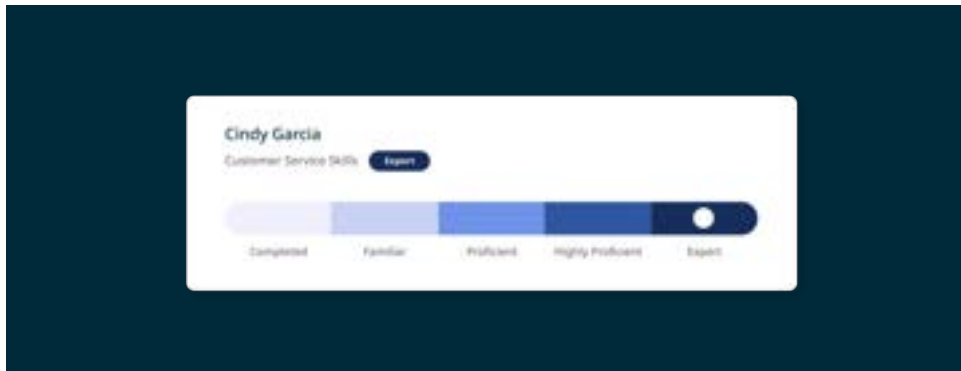 Cindy Garcia
Customer Service Skills Expert
Completed Familiar Proficient Highly Proficient Expert